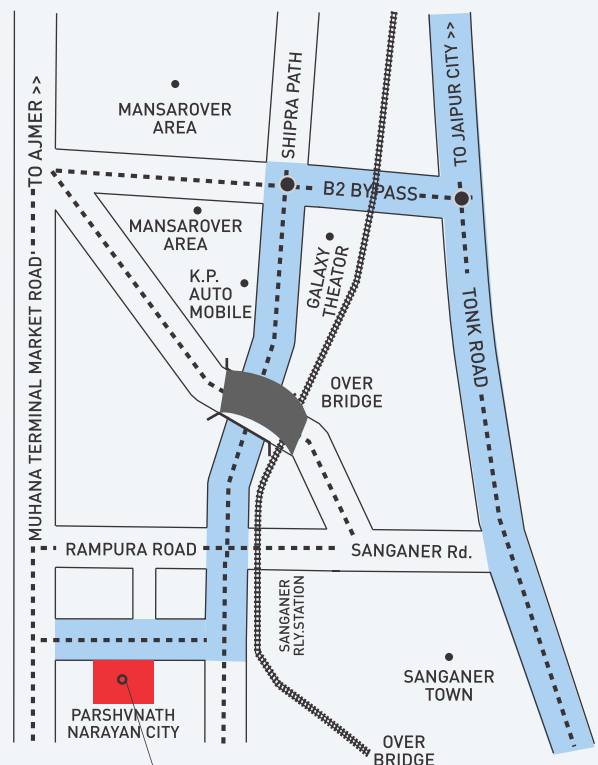 TO AJMER >>
MUHANA TERMINAL MARKET ROAD
MANSAROVER
AREA
SHIPRA PATH
TO JAIPUR CITY >>
B2 BYPASS
MANSAROVER
AREA
K.P.
AUTO
MOBILE
GALAXY
THEATOR
TONK ROAD
OVER
BRIDGE
RAMPURA ROAD
SANGANER Rd.
SANGANER
RLY.STATION
SANGANER
TOWN
PARSHVNATH
NARAYAN CITY
OVER
BRIDGE